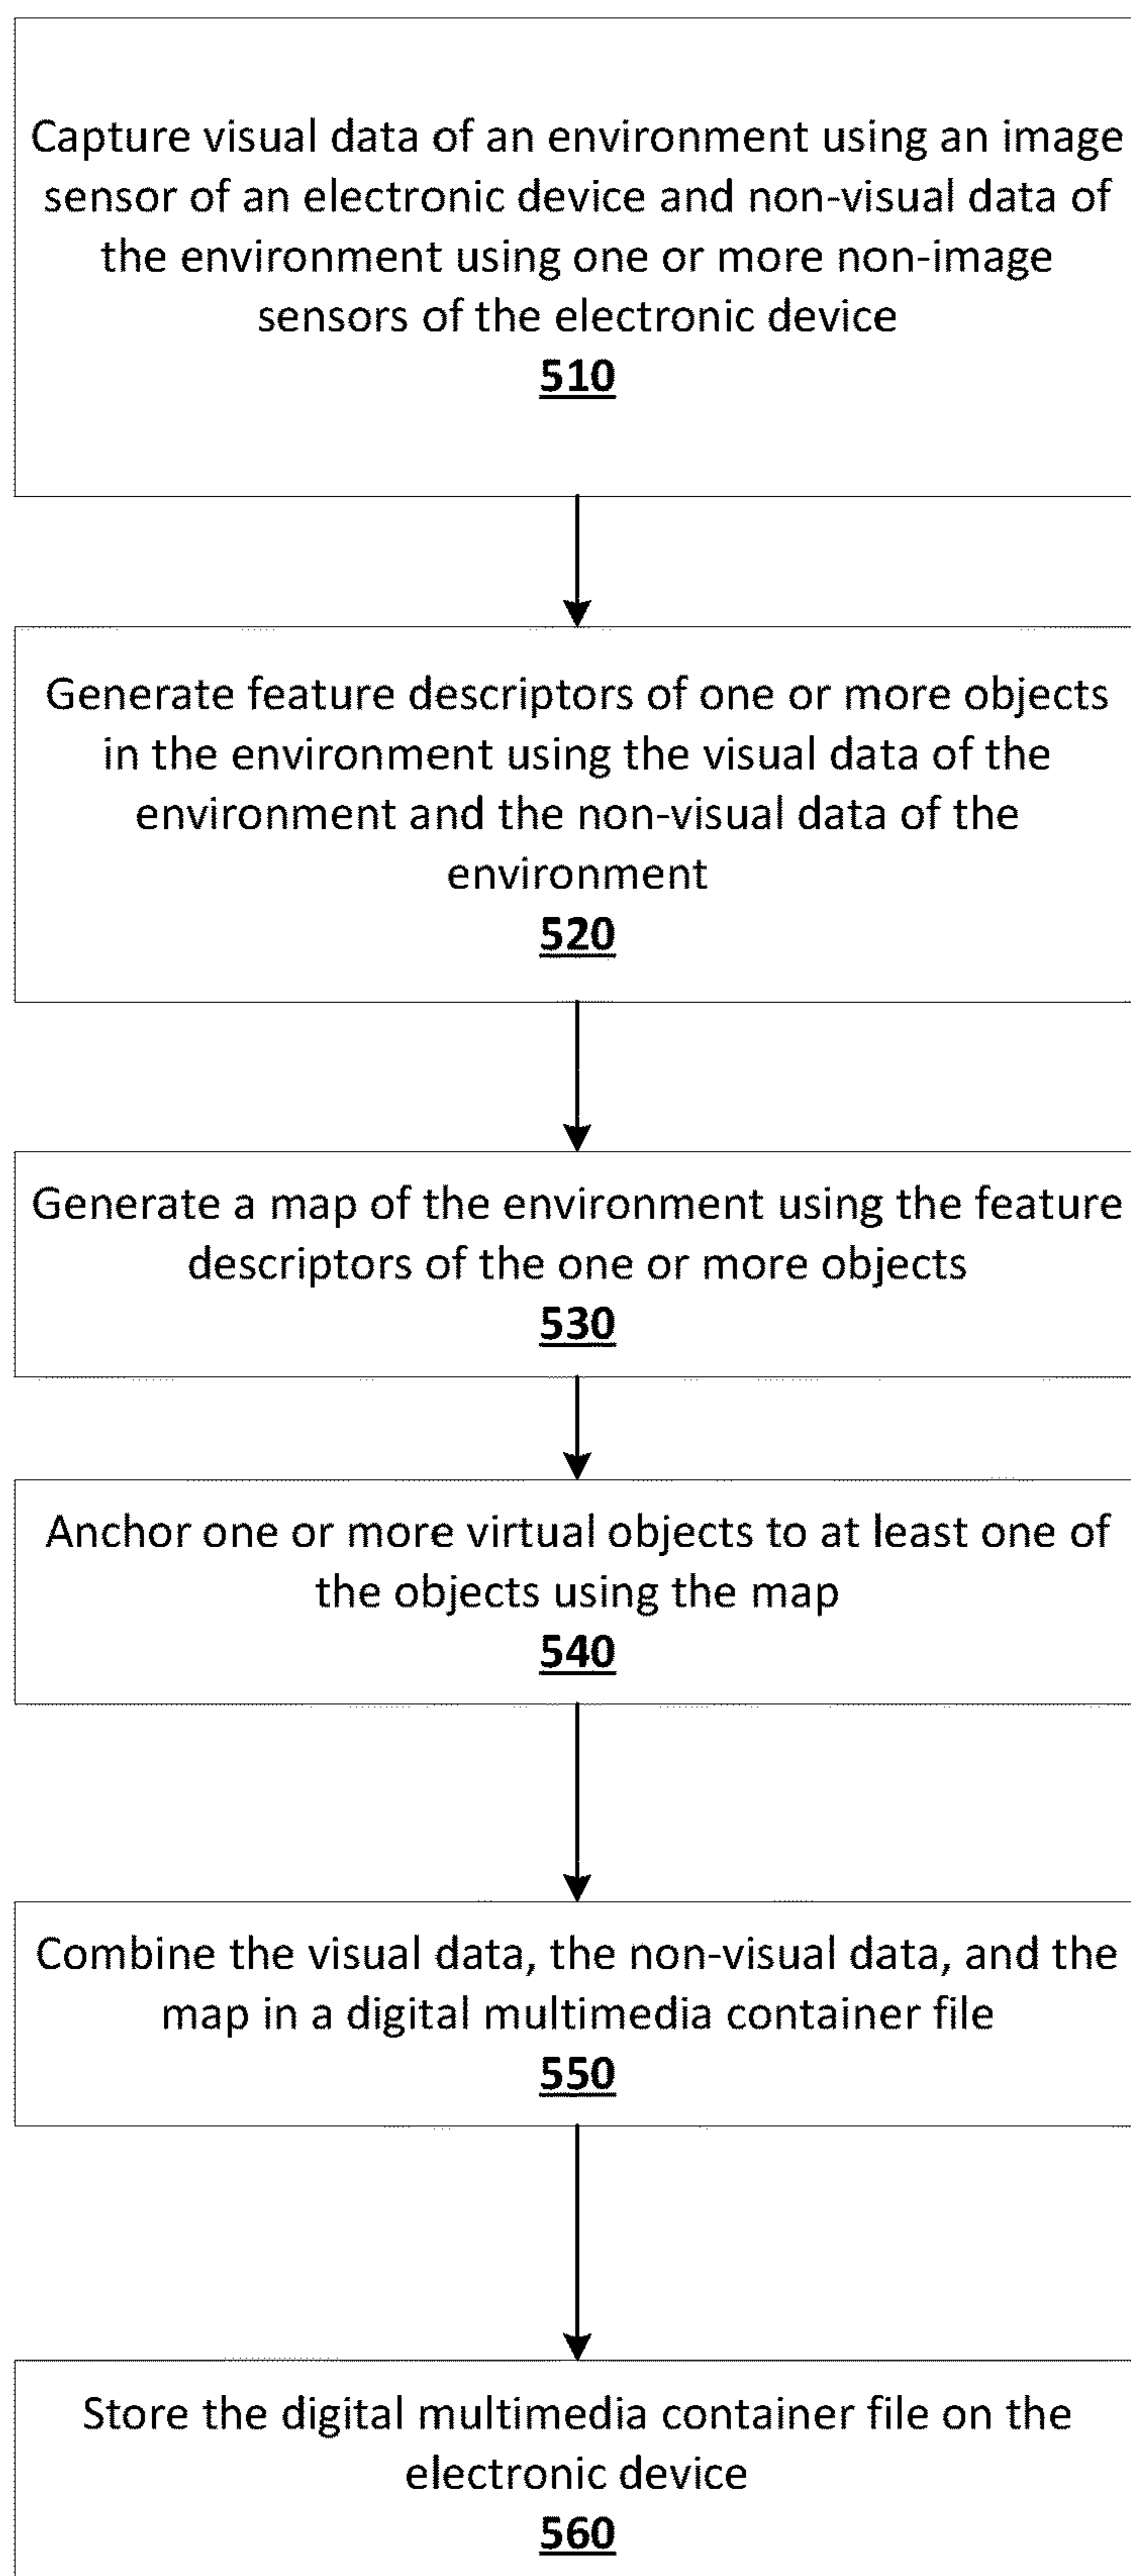 Capture visual data of an environment using an image
sensor of an electronic device and non-visual data of
the environment using one or more non-image
sensors of the electronic device
510
Generate feature descriptors of one or more objects
in the environment using the visual data of the
environment and the non-visual data of the
environment
520
Generate a map of the environment using the feature
descriptors of the one or more objects
530
Anchor one or more virtual objects to at least one of
the objects using the map
540
Combine the visual data, the non-visual data, and the
map in a digital multimedia container file
550
Store the digital multimedia container file on the
electronic device
560